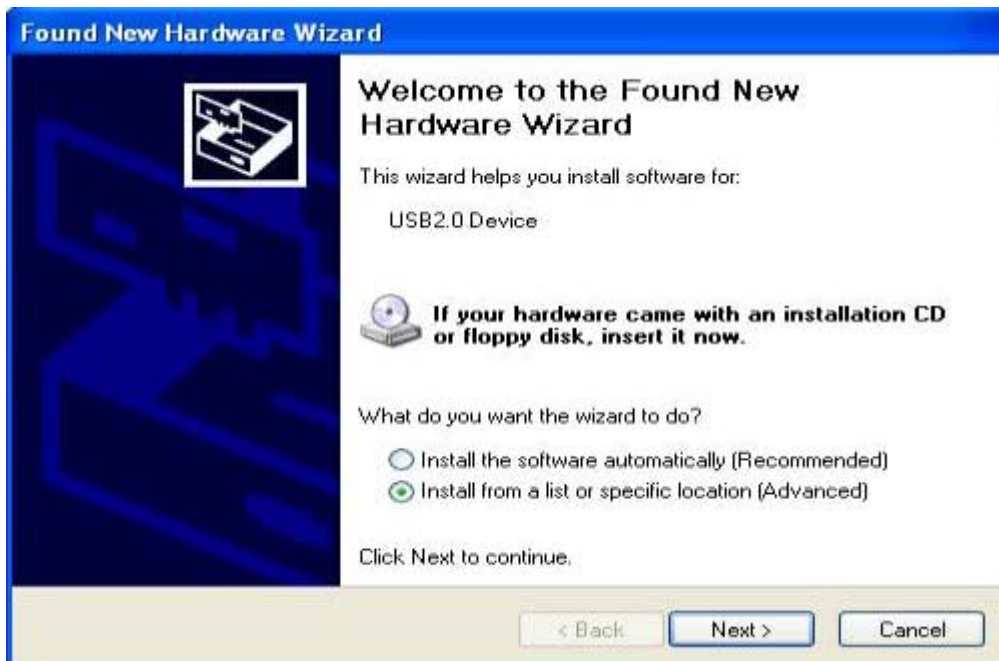 Found New Hardware Wizard
Welcome to the Found New
Hardware Wizard
This wizard helps you install software for:
USB2.0 Device
If your hardware came with an installation CD
or floppy disk, insert it now.
What do you want the wizard to do?
Install the software automatically (Recommended)
Install from a list or specific location (Advanced)
Click Next to continue.
< Back
Next >
Cancel